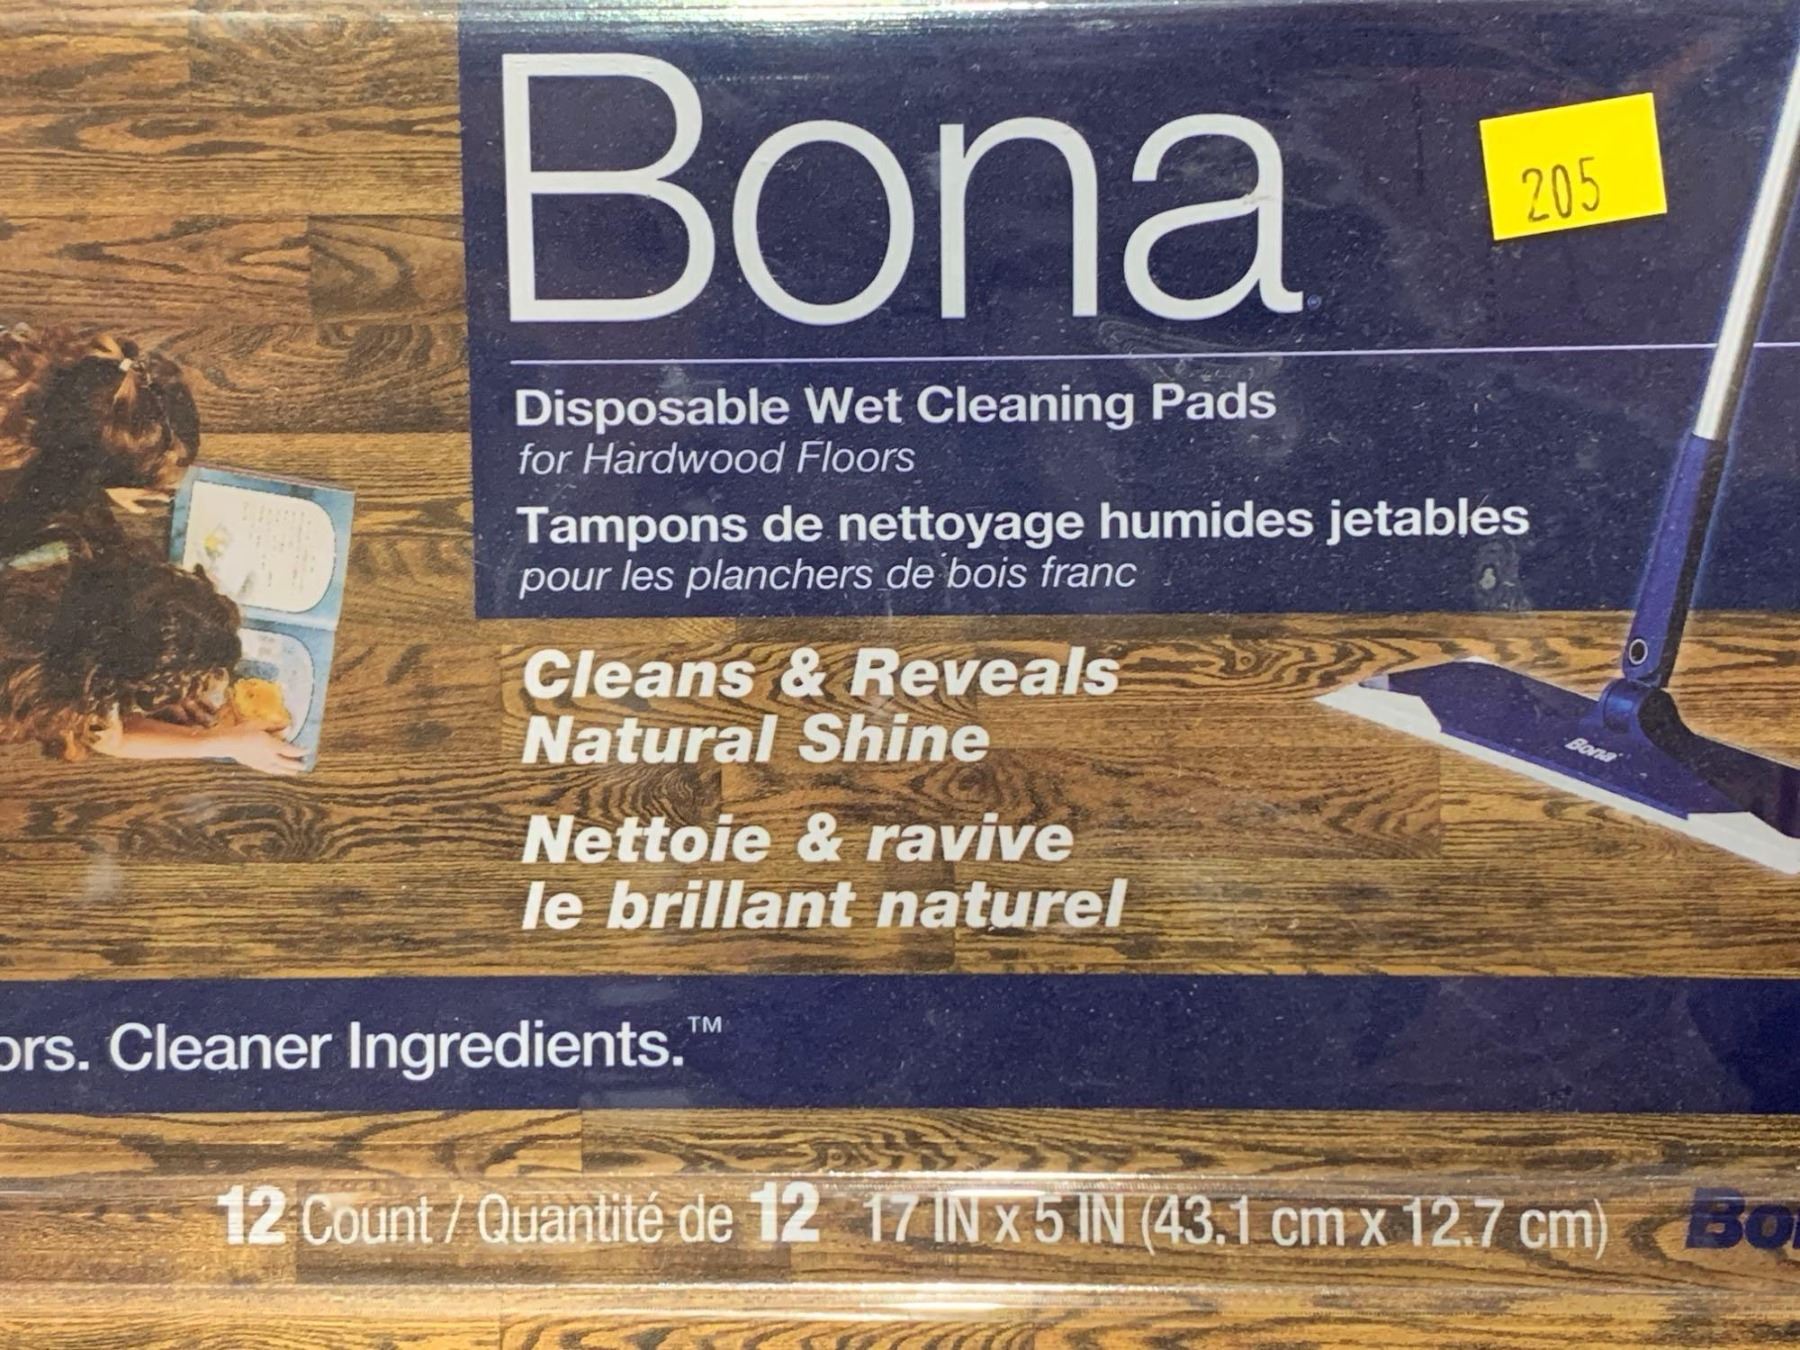 Bona
205
Disposable Wet Cleaning Pads
for Hardwood Floors
Tampons de nettoyage humides jetables
pour les planchers de bois franc
Cleans & Reveals
Natural Shine
Bona
Nettoie & ravive
le brillant naturel
Cleaner Ingredients.™
12 Count / Quantité de 12 17 IN x 5 IN (43.1 cm x 12.7 cm)